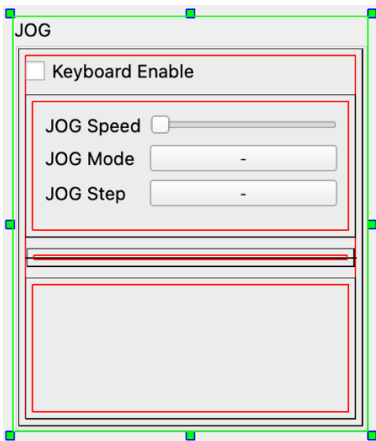 JOG
Keyboard Enable
JOG Speed
JOG Mode -
JOG Step -